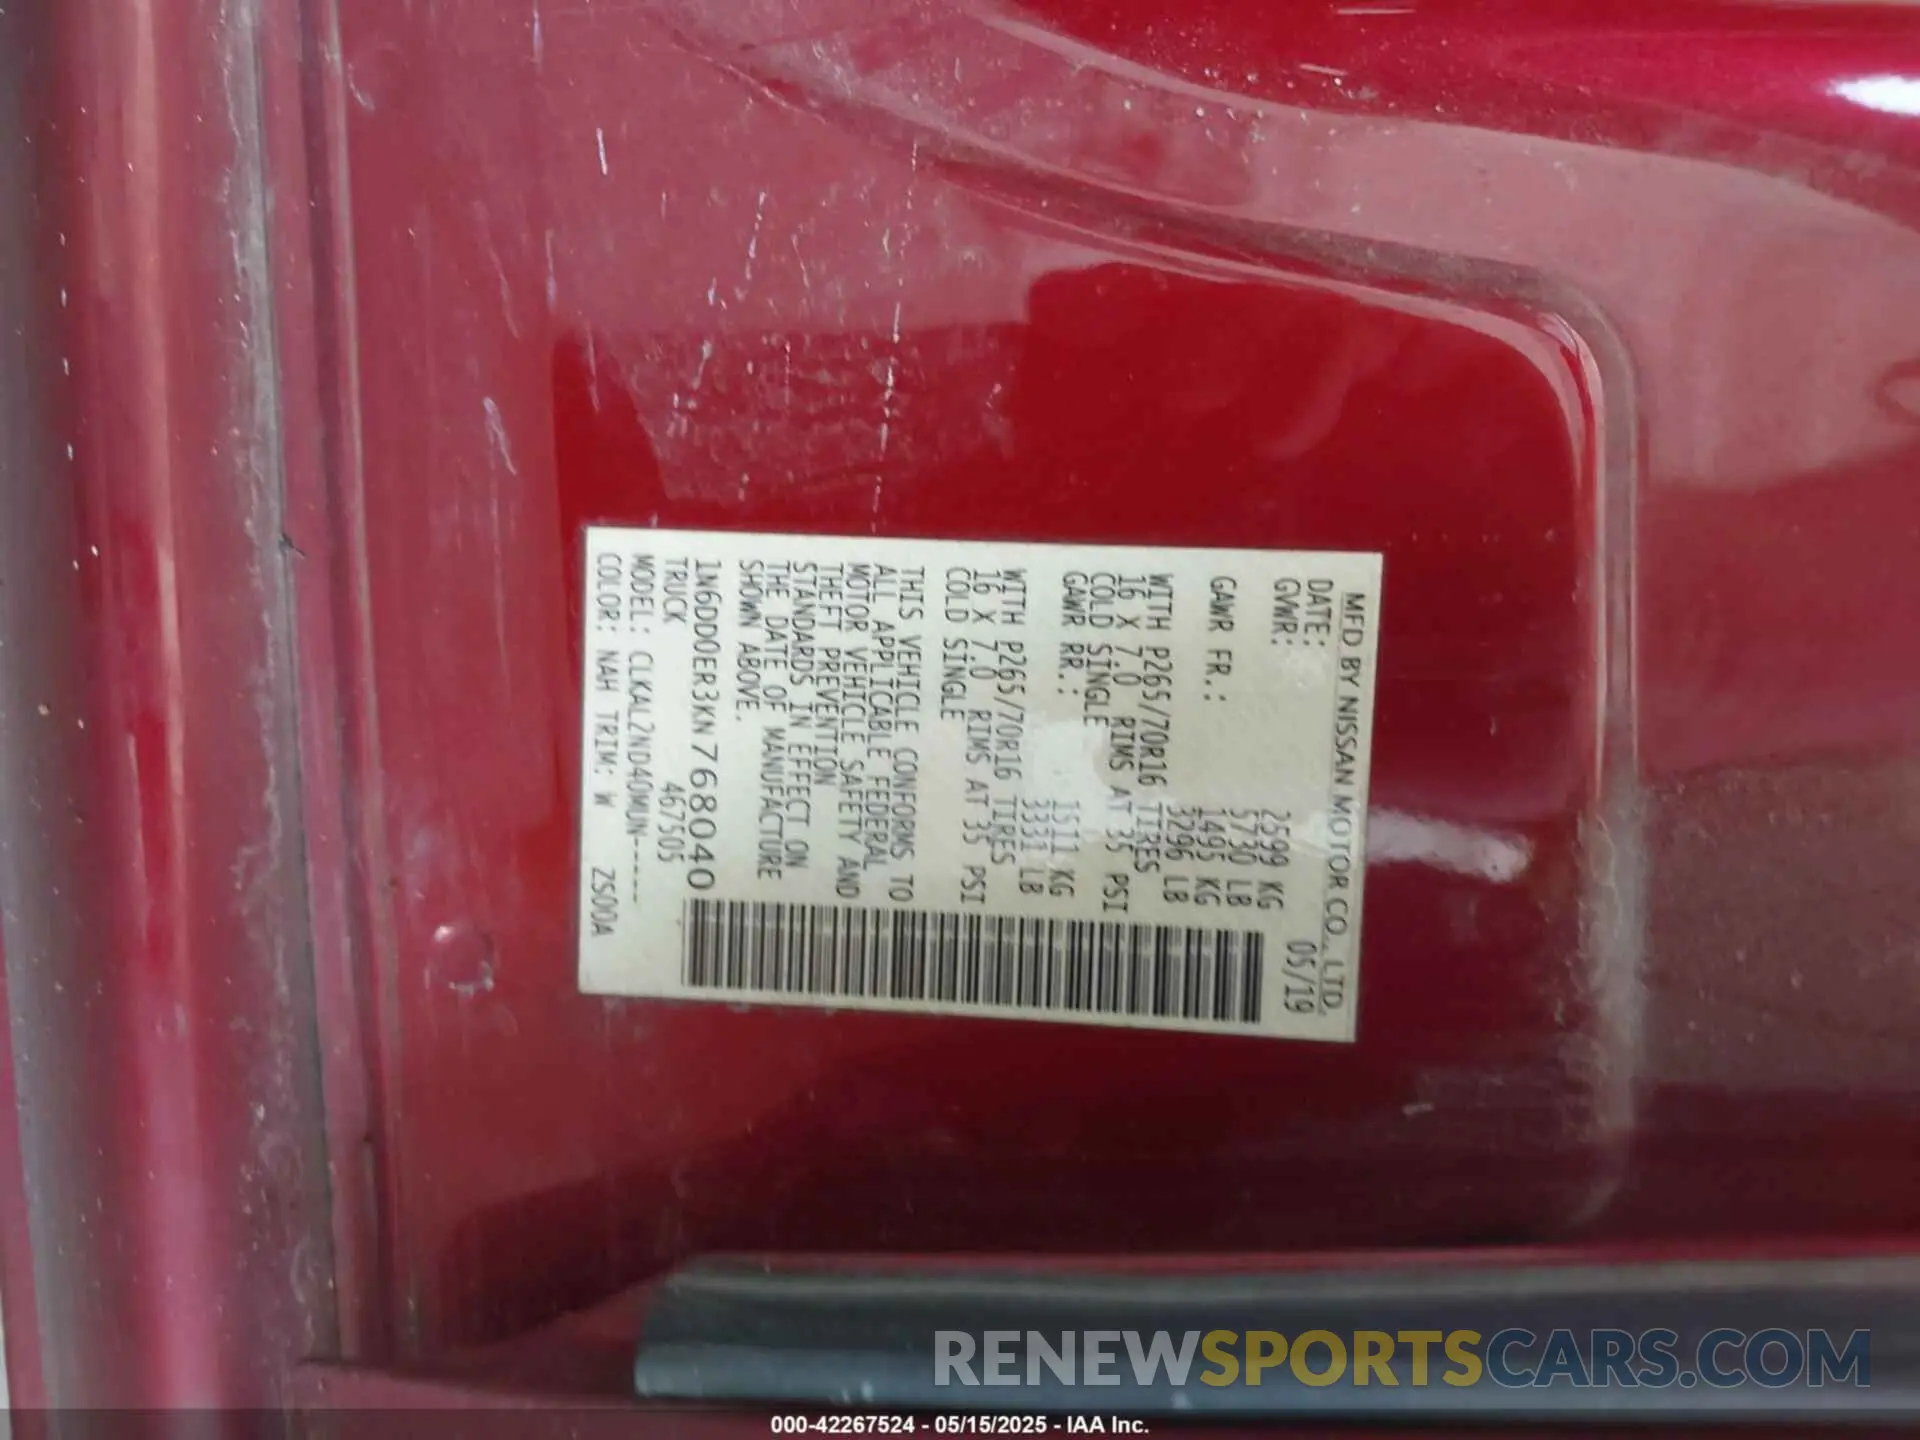 MFD BY NISSAN MOTOR CO., LTD.
DATE: 05/19
GVWR: 2599 KG
5730 LB
GAWR FR.: 1495 KG
3296 LB
WITH P265/70R16 TIRES
16 X 7.0 RIMS AT 35 PSI
COLD SINGLE
GAWR RR.: 1511 KG
3331 LB
WITH P265/70R16 TIRES
16 X 7.0 RIMS AT 35 PSI
COLD SINGLE
THIS VEHICLE CONFORMS TO
ALL APPLICABLE FEDERAL
MOTOR VEHICLE SAFETY AND
THEFT PREVENTION
STANDARDS IN EFFECT ON
THE DATE OF MANUFACTURE
SHOWN ABOVE.
1N6DD0ER3KN768040
TRUCK 467505
MODEL: CLKALZND40WUN-----
COLOR: NAH TRIM: W ZS00A
RENEWSPORTSCARS.COM
000-42267524 - 05/15/2025 - IAA Inc.